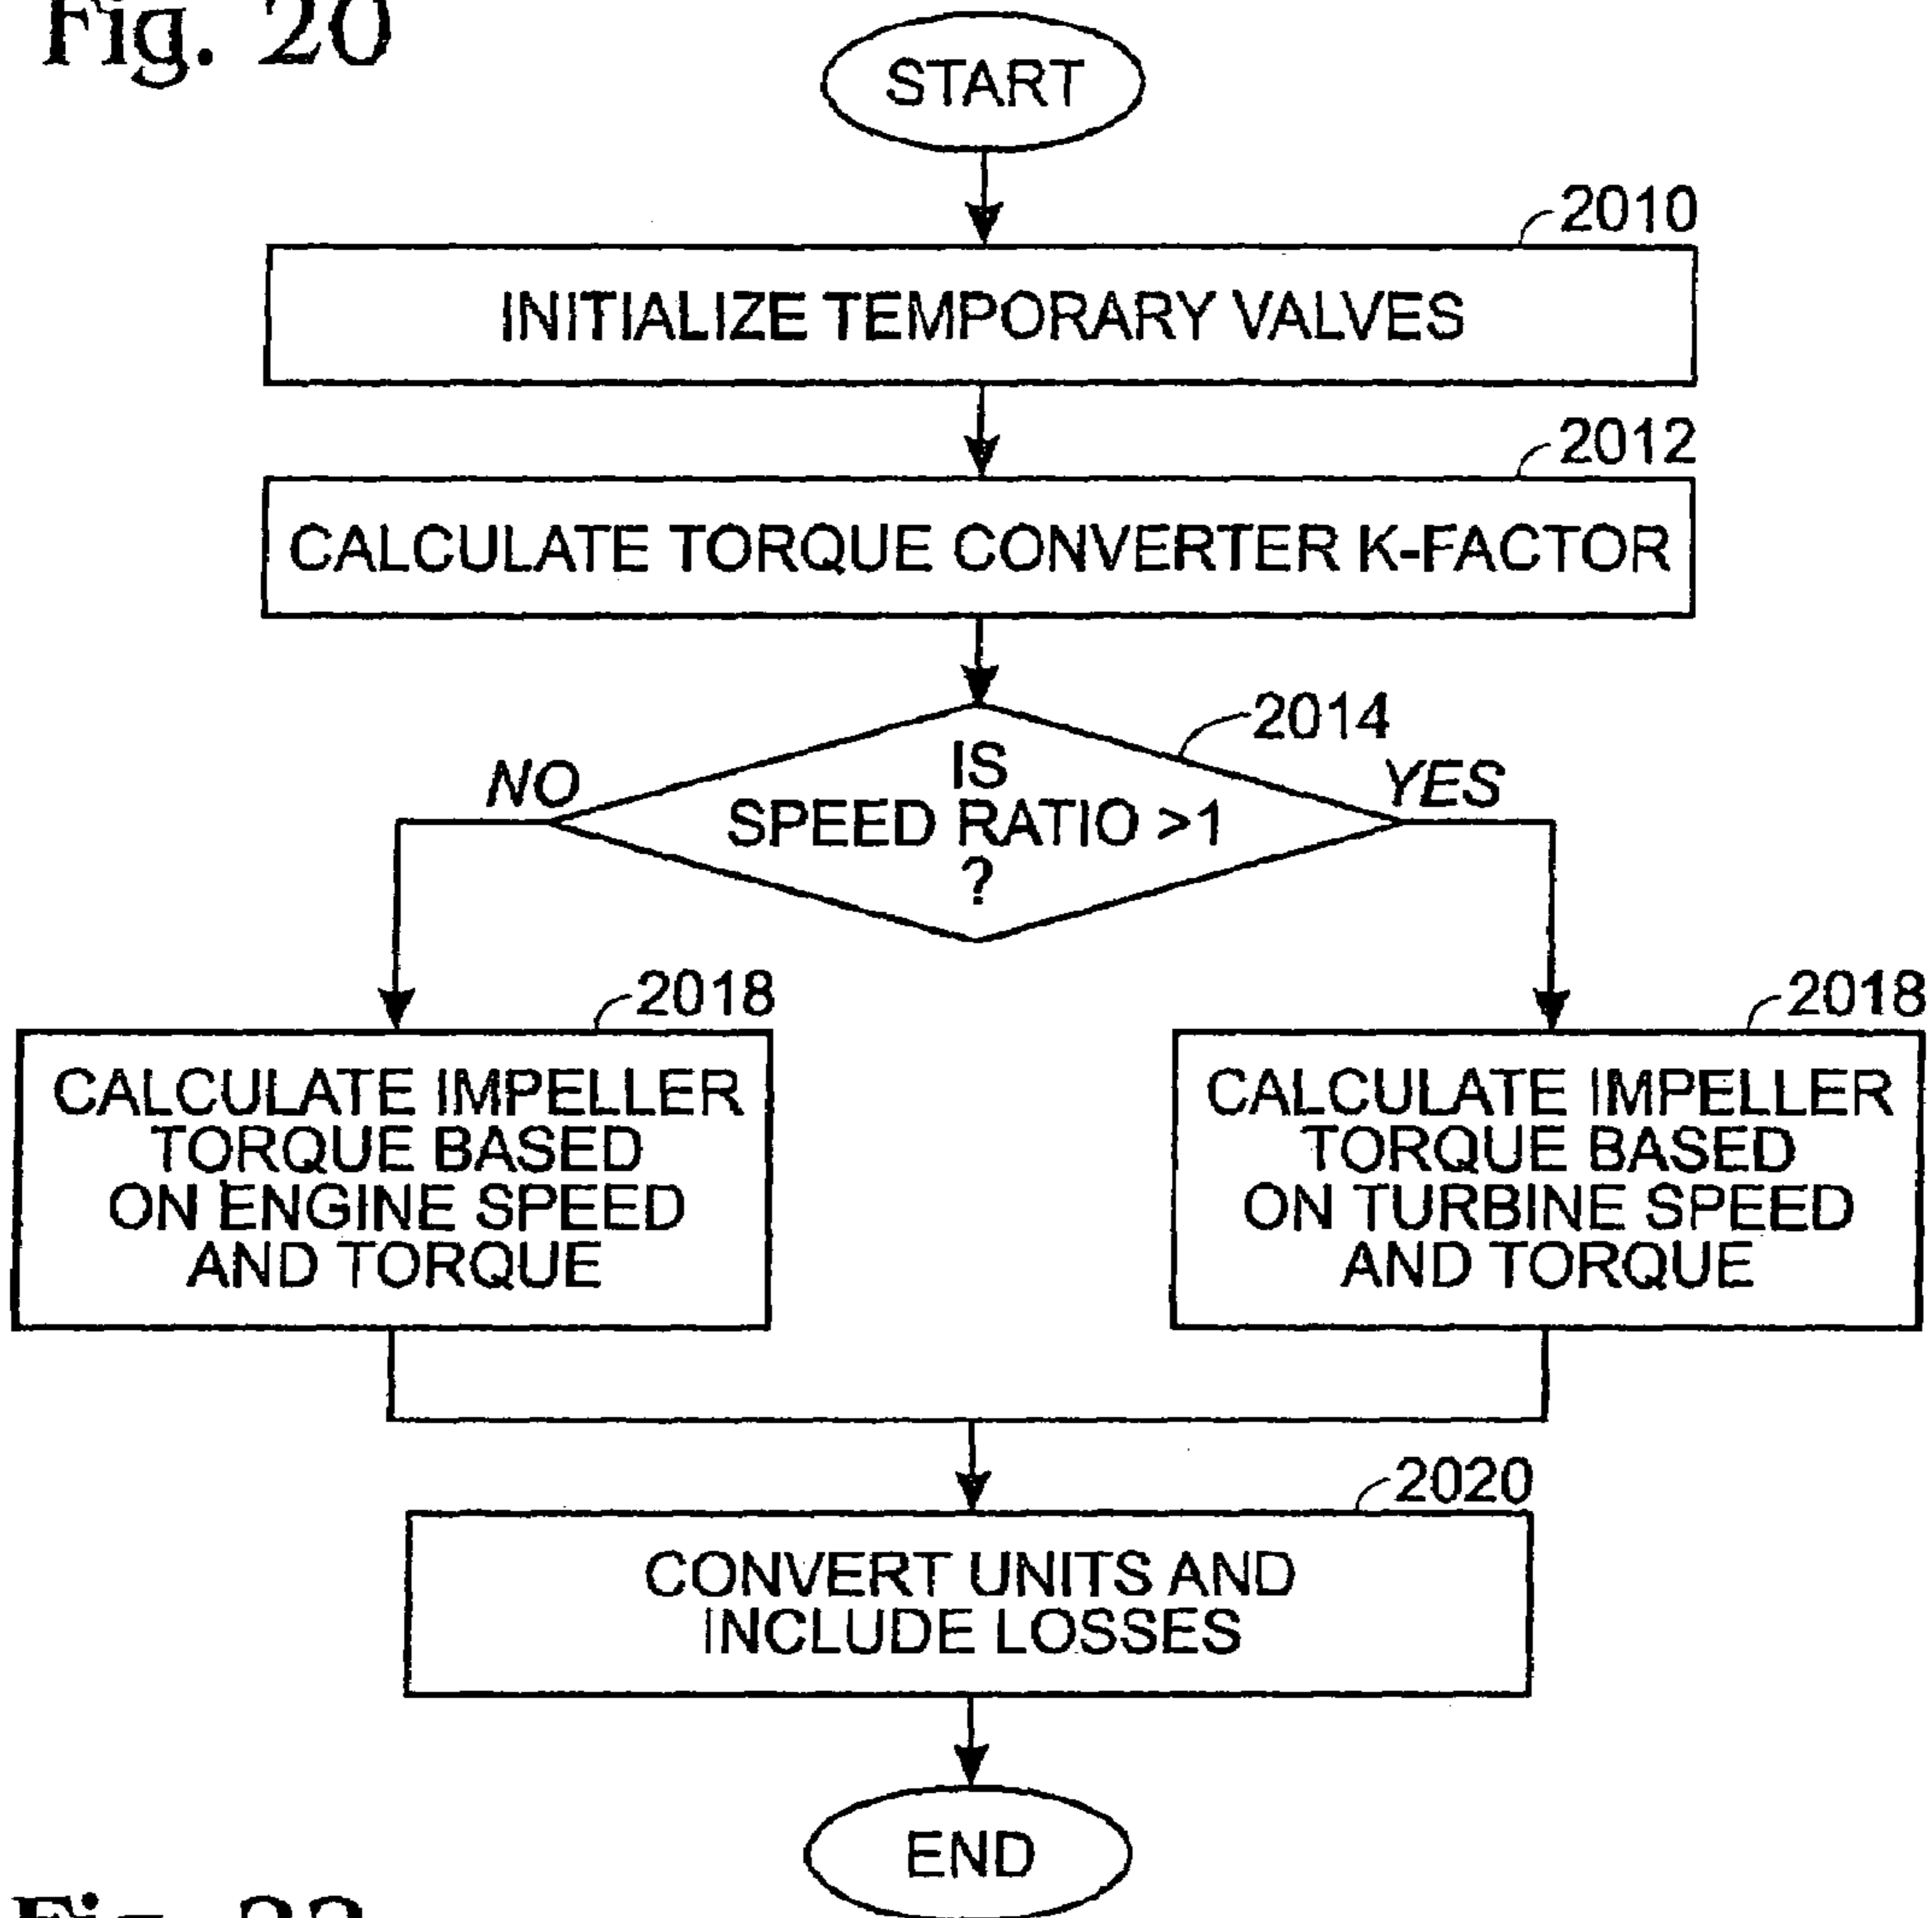 Fig. 20
START
2010
INITIALIZE TEMPORARY VALVES
2012
CALCULATE TORQUE CONVERTER K-FACTOR
2014
IS
SPEED RATIO >1
?
NO
YES
2018
CALCULATE IMPELLER
TORQUE BASED
ON ENGINE SPEED
AND TORQUE
2018
CALCULATE IMPELLER
TORQUE BASED
ON TURBINE SPEED
AND TORQUE
2020
CONVERT UNITS AND
INCLUDE LOSSES
END